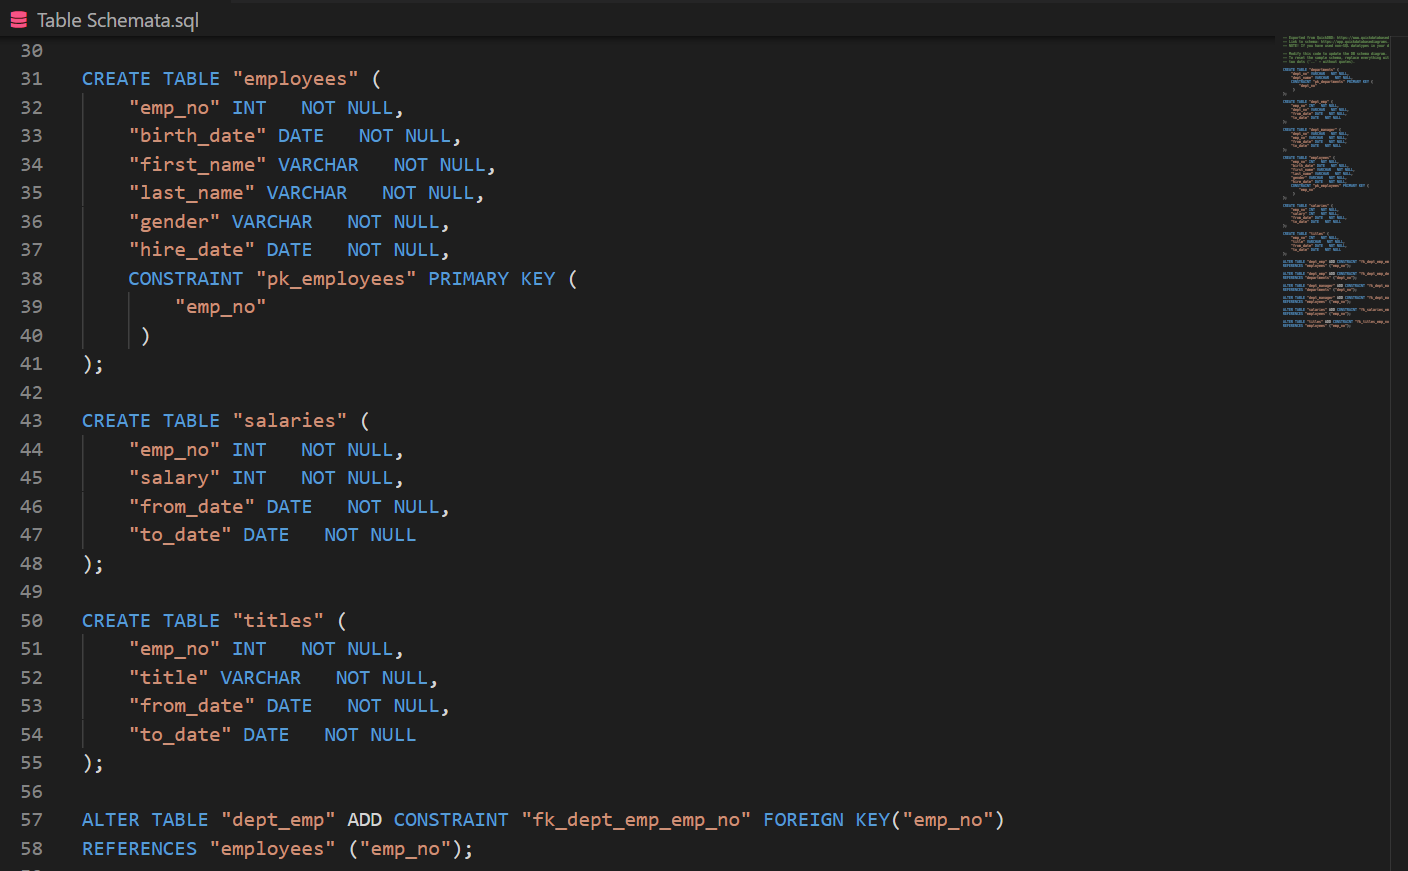 Table Schemata.sql
30
31 CREATE TABLE "employees" (
32 "emp_no" INT   NOT NULL,
33 "birth_date" DATE   NOT NULL,
34 "first_name" VARCHAR   NOT NULL,
35 "last_name" VARCHAR   NOT NULL,
36 "gender" VARCHAR   NOT NULL,
37 "hire_date" DATE   NOT NULL,
38 CONSTRAINT "pk_employees" PRIMARY KEY (
39 "emp_no"
40 )
41 );
42
43 CREATE TABLE "salaries" (
44 "emp_no" INT   NOT NULL,
45 "salary" INT   NOT NULL,
46 "from_date" DATE   NOT NULL,
47 "to_date" DATE   NOT NULL
48 );
49
50 CREATE TABLE "titles" (
51 "emp_no" INT   NOT NULL,
52 "title" VARCHAR   NOT NULL,
53 "from_date" DATE   NOT NULL,
54 "to_date" DATE   NOT NULL
55 );
56
57 ALTER TABLE "dept_emp" ADD CONSTRAINT "fk_dept_emp_emp_no" FOREIGN KEY("emp_no")
58 REFERENCES "employees" ("emp_no");